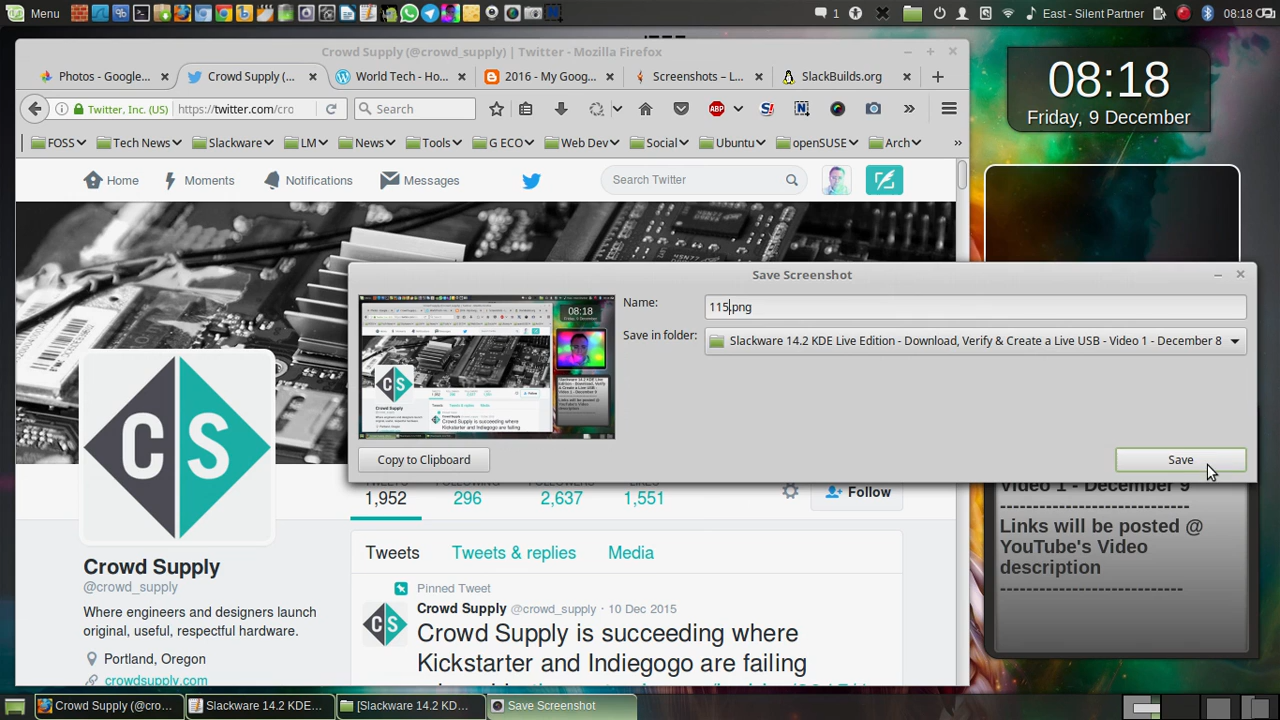 Menu
1
East - Silent Partner
08:18
Crowd Supply (@crowd_supply) | Twitter - Mozilla Firefox
Photos - Google...
Crowd Supply (...
World Tech - Ho...
2016 - My Goog...
Screenshots – L...
SlackBuilds.org
Twitter, Inc. (US)
https://twitter.com/cro
Search
ABP
FOSS
Tech News
Slackware
LM
News
Tools
G ECO
Web Dev
Social
Ubuntu
openSUSE
Arch
Home
Moments
Notifications
Messages
Search Twitter
08:18
Friday, 9 December
Save Screenshot
Name:
115.png
Save in folder:
Slackware 14.2 KDE Live Edition - Download, Verify & Create a Live USB - Video 1 - December 8
Copy to Clipboard
Save
CS
1,952
296
2,637
1,551
Follow
Crowd Supply
@crowd_supply
Where engineers and designers launch
original, useful, respectful hardware.
Portland, Oregon
crowdsupply.com
Tweets
Tweets & replies
Media
Pinned Tweet
Crowd Supply @crowd_supply · 10 Dec 2015
Crowd Supply is succeeding where
Kickstarter and Indiegogo are failing
Video 1 - December 9
---------------------------
Links will be posted @
YouTube's Video
description
--------------------------
Crowd Supply (@cro...
Slackware 14.2 KDE...
[Slackware 14.2 KD...
Save Screenshot